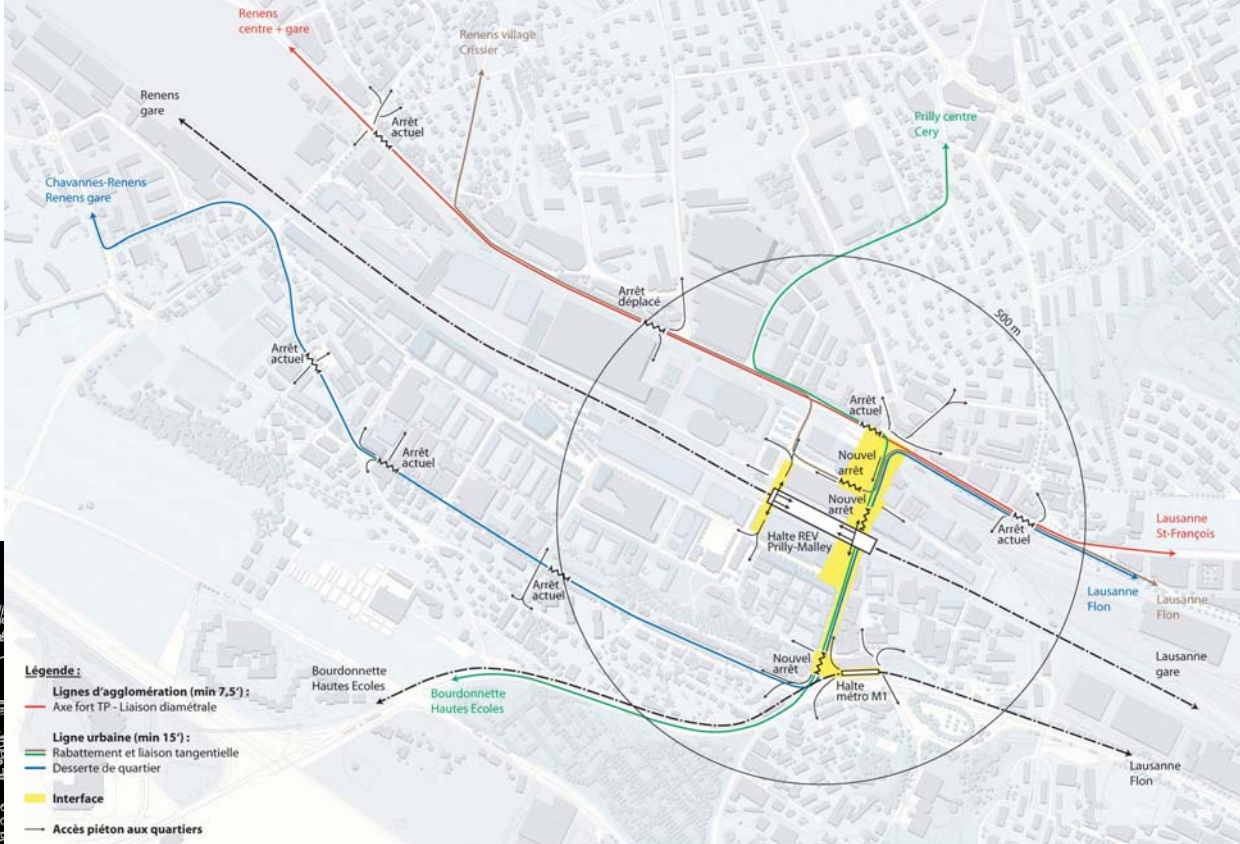 Renens
centre + gare
Renens village
Crissier
Renens
gare
Arrêt
actuel
Prilly centre
Cery
Chavannes-Renens
Renens gare
Arrêt
déplacé
500 m
Arrêt
actuel
Arrêt
actuel
Arrêt
actuel
Nouvel
arrêt
Nouvel
arrêt
Halte REV
Prilly-Malley
Arrêt
actuel
Lausanne
St-François
Arrêt
actuel
Lausanne
Flon
Lausanne
Flon
Nouvel
arrêt
Halte
métro M1
Lausanne
gare
Bourdonnette
Hautes Ecoles
Bourdonnette
Hautes Ecoles
Lausanne
Flon
Légende :
Lignes d'agglomération (min 7,5') :
Axe fort TP - Liaison diamétrale
Ligne urbaine (min 15') :
Rabattement et liaison tangentielle
Desserte de quartier
Interface
Accès piéton aux quartiers